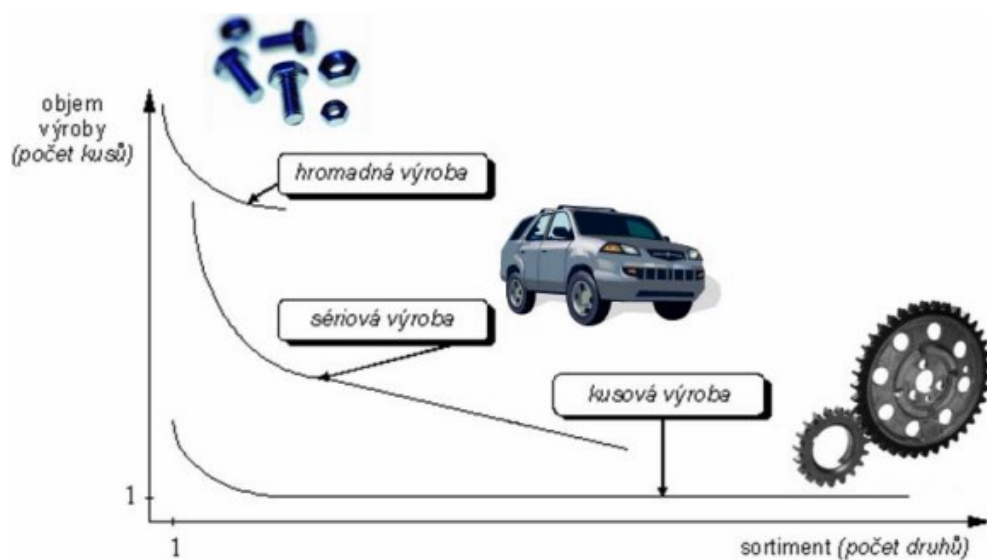 objem
výroby
(počet kusů)
hromadná výroba
sériová výroba
kusová výroba
1
1
sortiment (počet druhů)